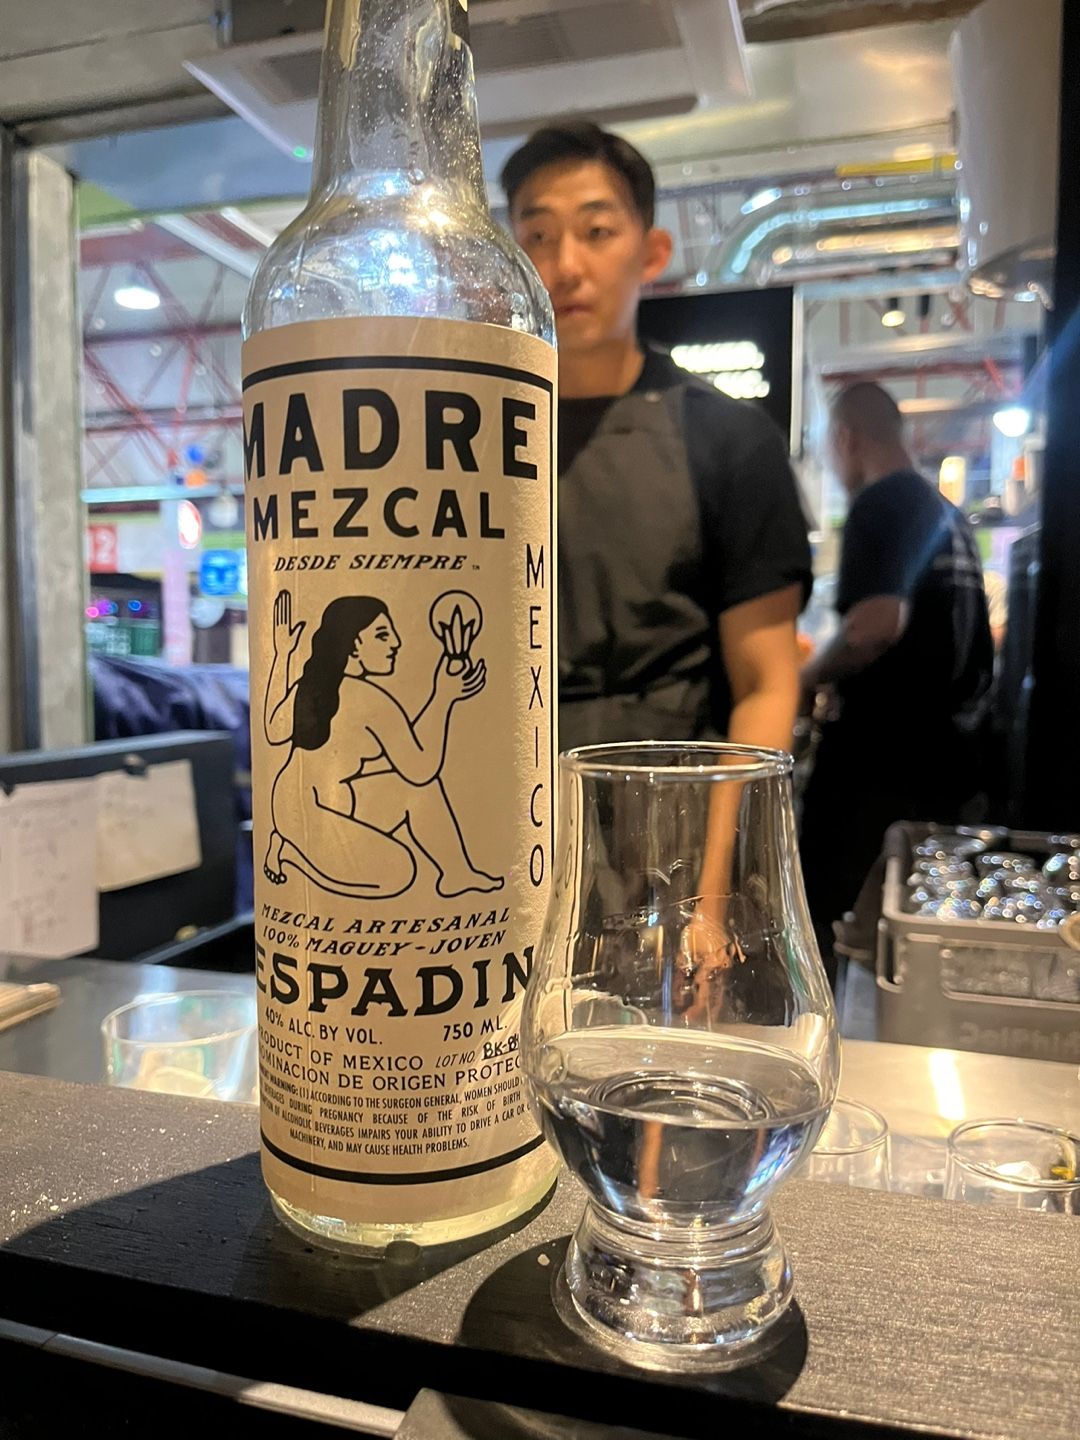 MADRE
MEZCAL
DESDE SIEMPRE™
MEXICO
MEZCAL ARTESANAL
100% MAGUEY - JOVEN
ESPADIN
40% ALC. BY VOL. 750 ML.
PRODUCT OF MEXICO LOT NO.
DE ORIGEN
WARNING: (1) ACCORDING TO THE SURGEON GENERAL, WOMEN SHOULD
DURING PREGNANCY BECAUSE OF THE RISK OF BIRTH
OF ALCOHOLIC BEVERAGES IMPAIRS YOUR ABILITY TO DRIVE A CAR OR
MACHINERY, AND MAY CAUSE HEALTH PROBLEMS.